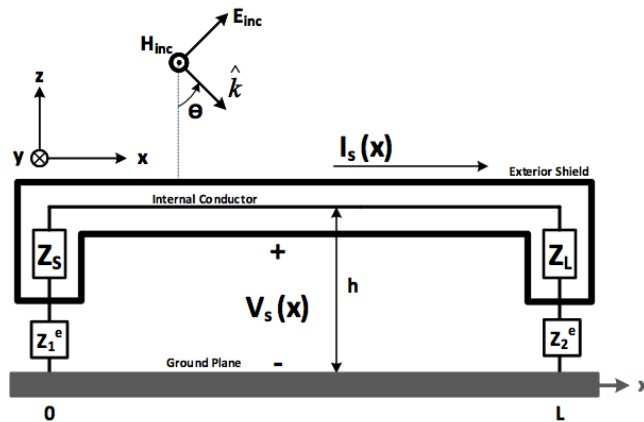 E_inc
H_inc
k̂
z
Θ
y
x
I_s (x)
Exterior Shield
Internal Conductor
Z_S
+
Z_L
h
V_s (x)
Z_1^e
Z_2^e
Ground Plane
-
x
0
L